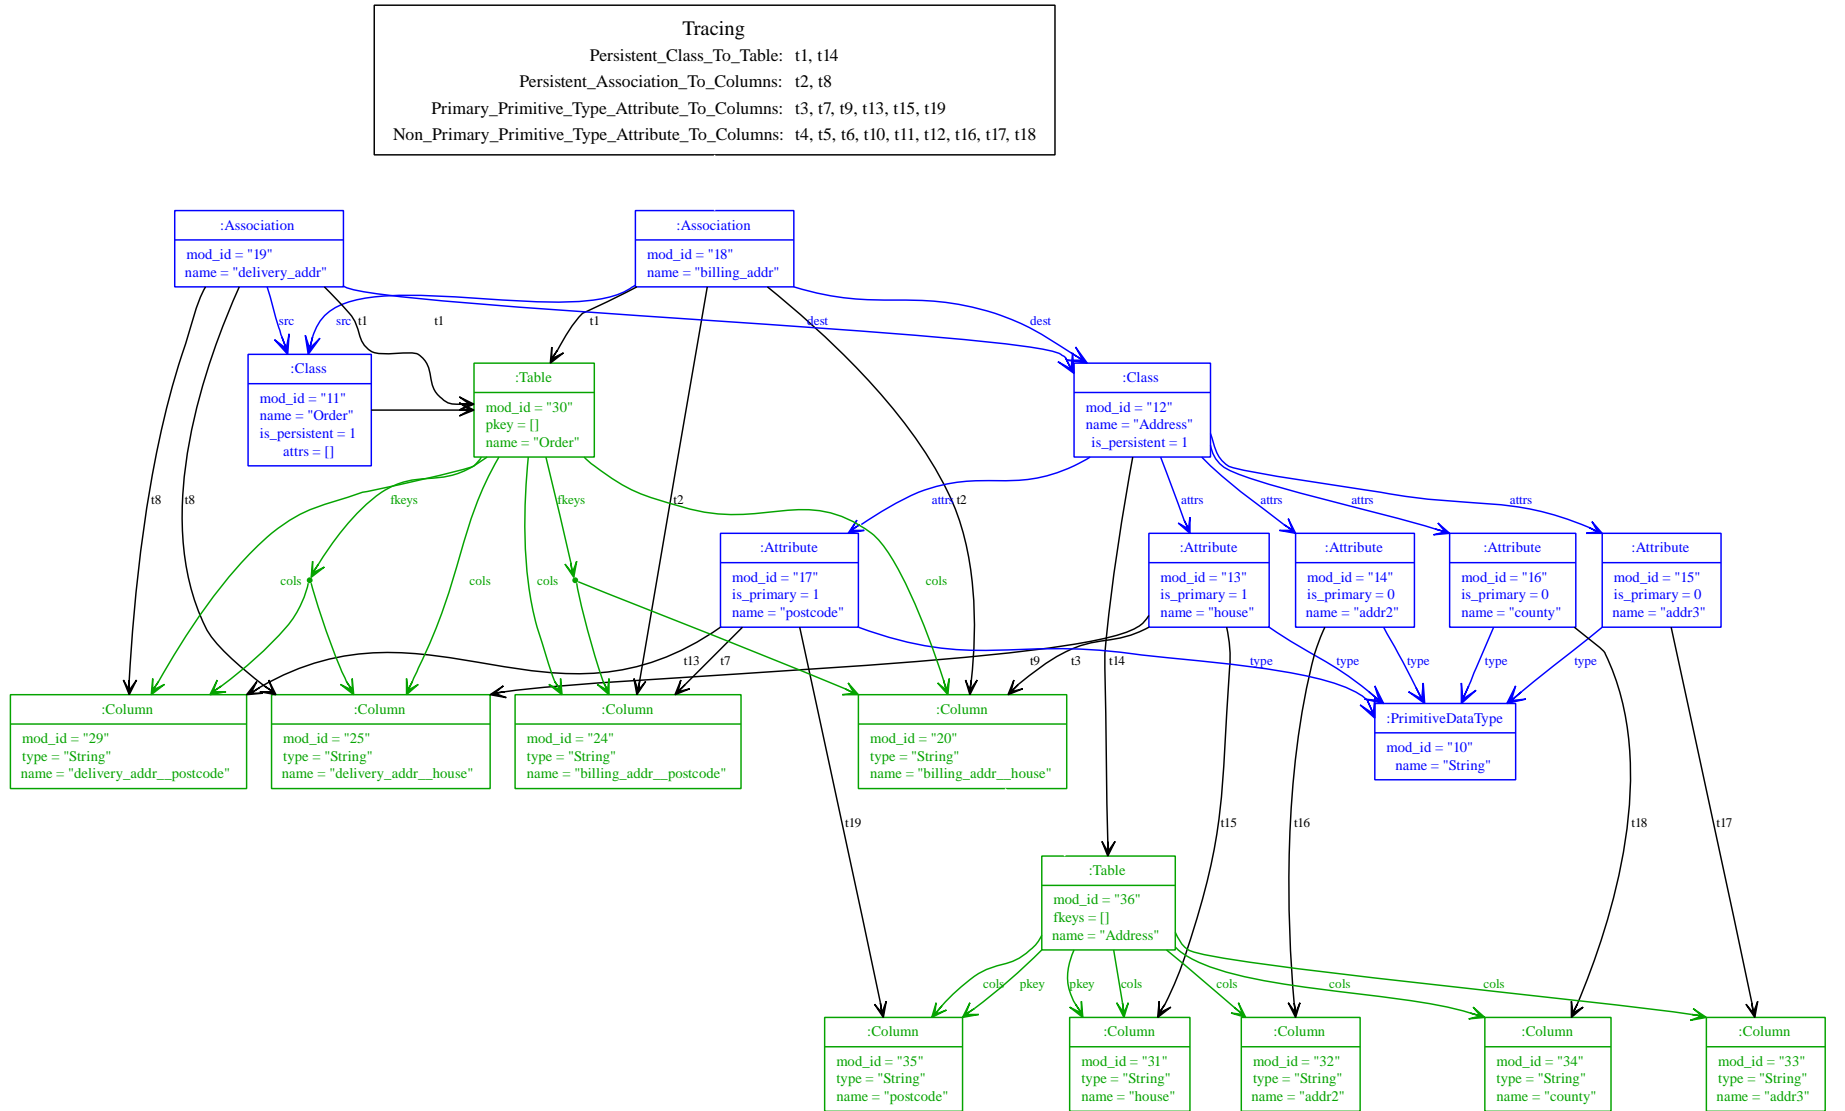 Tracing
Persistent_Class_To_Table: t1, t14
Persistent_Association_To_Columns: t2, t8
Primary_Primitive_Type_Attribute_To_Columns: t3, t7, t9, t13, t15, t19
Non_Primary_Primitive_Type_Attribute_To_Columns: t4, t5, t6, t10, t11, t12, t16, t17, t18
:Association
mod_id = "19"
name = "delivery_addr"
:Association
mod_id = "18"
name = "billing_addr"
src
t1
src
t1
t1
dest
dest
:Class
mod_id = "11"
name = "Order"
is_persistent = 1
attrs = []
:Table
mod_id = "30"
pkey = []
name = "Order"
:Class
mod_id = "12"
name = "Address"
is_persistent = 1
t8
t8
fkeys
fkeys
t2
attrs
t2
attrs
attrs
attrs
attrs
cols
cols
cols
cols
:Attribute
mod_id = "17"
is_primary = 1
name = "postcode"
:Attribute
mod_id = "13"
is_primary = 1
name = "house"
:Attribute
mod_id = "14"
is_primary = 0
name = "addr2"
:Attribute
mod_id = "16"
is_primary = 0
name = "county"
:Attribute
mod_id = "15"
is_primary = 0
name = "addr3"
t13
t7
t9
t3
t14
type
type
type
type
type
:Column
mod_id = "29"
type = "String"
name = "delivery_addr__postcode"
:Column
mod_id = "25"
type = "String"
name = "delivery_addr__house"
:Column
mod_id = "24"
type = "String"
name = "billing_addr__postcode"
:Column
mod_id = "20"
type = "String"
name = "billing_addr__house"
:PrimitiveDataType
mod_id = "10"
name = "String"
t19
t15
t16
t18
t17
:Table
mod_id = "36"
fkeys = []
name = "Address"
cols
pkey
pkey
cols
cols
cols
cols
:Column
mod_id = "35"
type = "String"
name = "postcode"
:Column
mod_id = "31"
type = "String"
name = "house"
:Column
mod_id = "32"
type = "String"
name = "addr2"
:Column
mod_id = "34"
type = "String"
name = "county"
:Column
mod_id = "33"
type = "String"
name = "addr3"